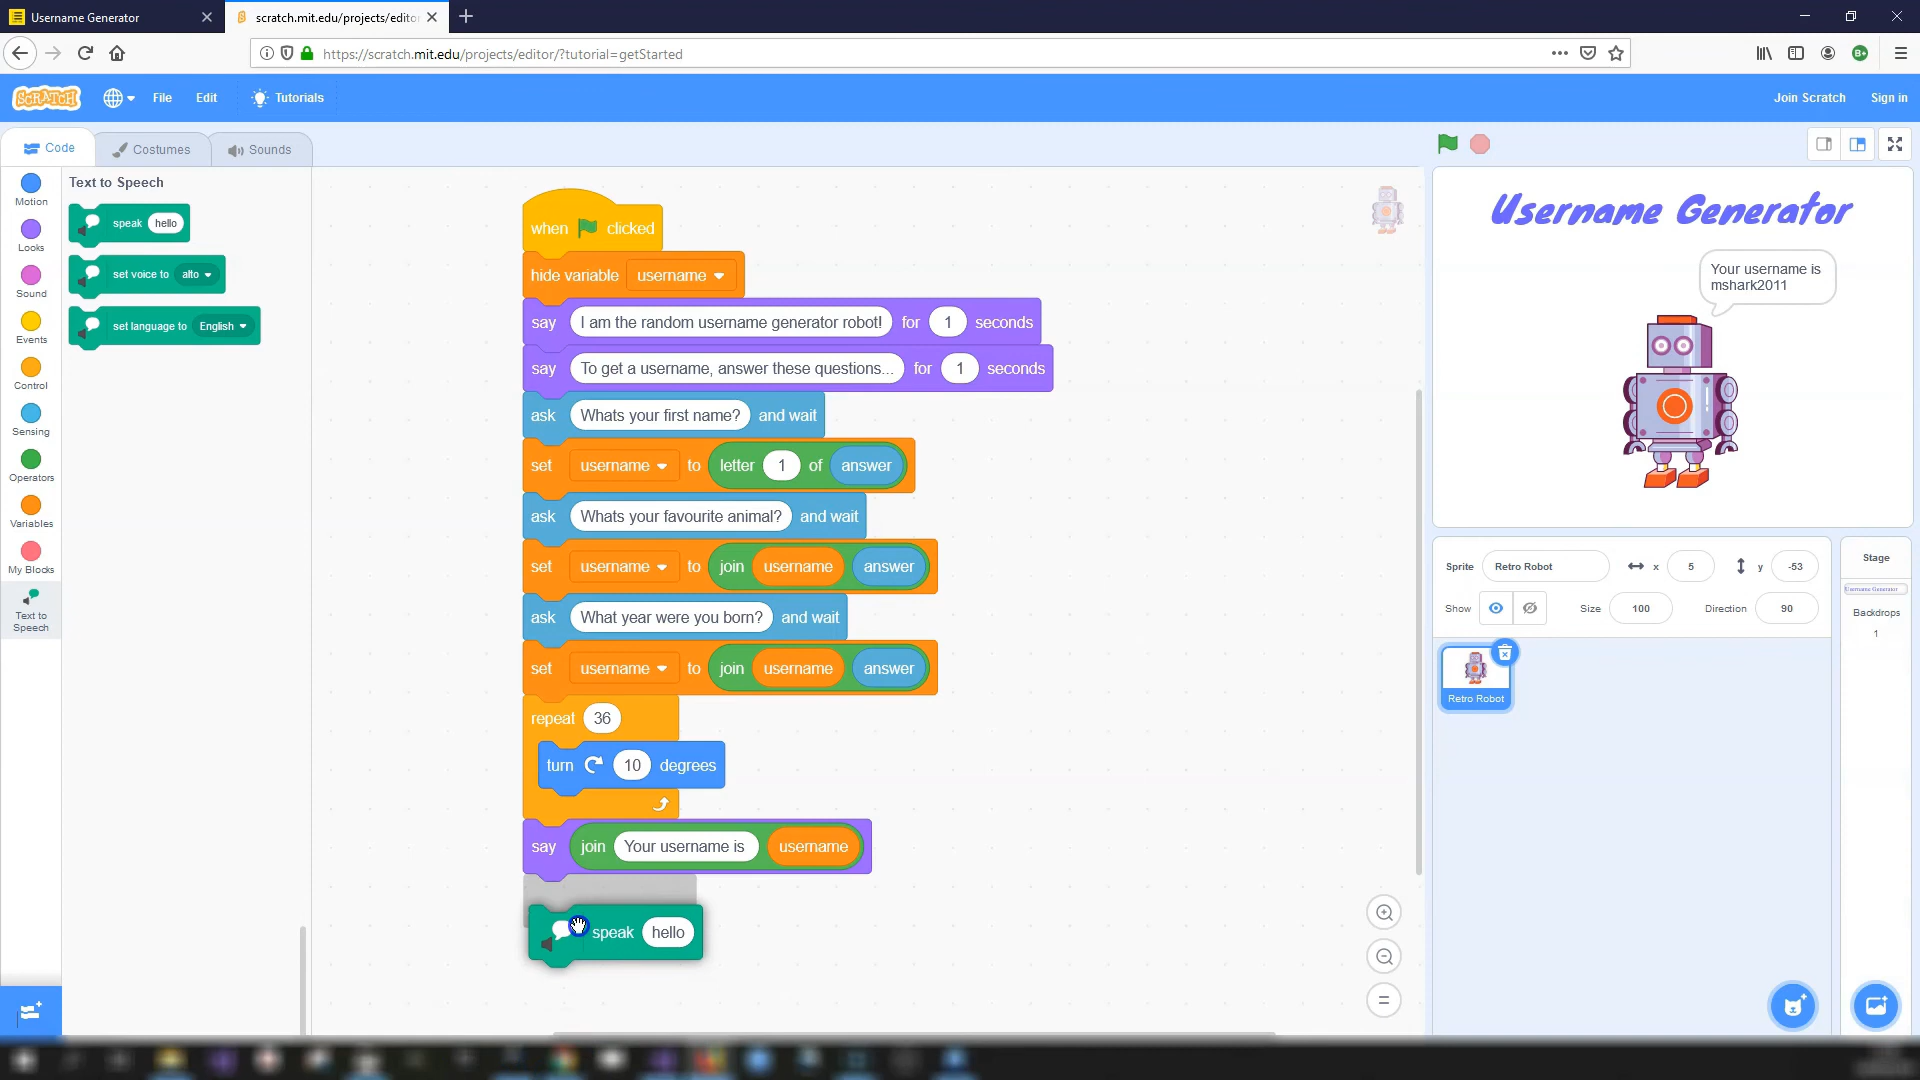 Username Generator
scratch.mit.edu/projects/edito
https://scratch.mit.edu/projects/editor/?tutorial=getStarted
B+
SCRATCH
File
Edit
Tutorials
Join Scratch
Sign in
Code
Costumes
Sounds
Motion
Looks
Sound
Events
Control
Sensing
Operators
Variables
My Blocks
Text to
Speech
Text to Speech
speak hello
set voice to alto
set language to English
when clicked
hide variable username
say I am the random username generator robot! for 1 seconds
say To get a username, answer these questions... for 1 seconds
ask Whats your first name? and wait
set username to letter 1 of answer
ask Whats your favourite animal? and wait
set username to join username answer
ask What year were you born? and wait
set username to join username answer
repeat 36
turn 10 degrees
say join Your username is username
speak hello
Username Generator
Your username is
mshark2011
Sprite Retro Robot x 5 y -53
Show Size 100 Direction 90
Retro Robot
Stage
Username Generator
Backdrops
1